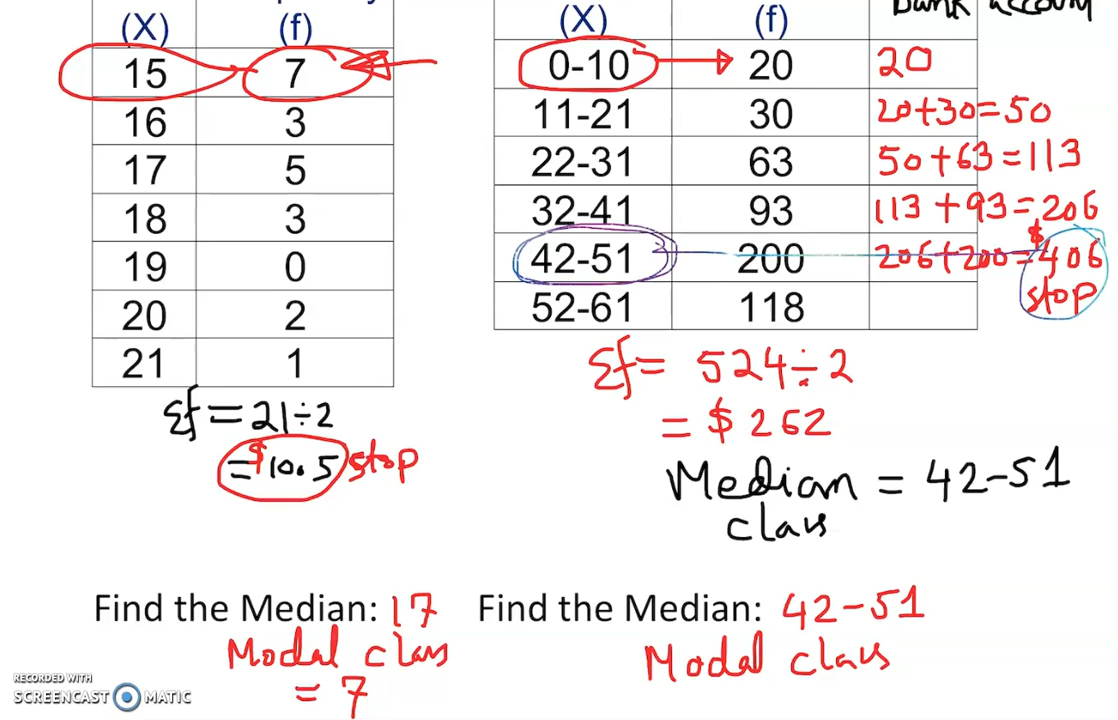 (X) (f)
15 7
16 3
17 5
18 3
19 0
20 2
21 1
Σf = 21÷2
= $10.5 stop
Find the Median: 17
Modal class
= 7
bank account
(X) (f)
0-10 20 20
11-21 30 20+30=50
22-31 63 50+63=113
32-41 93 113+93=206
42-51 200 206+200=$406
stop
52-61 118
Σf = 524÷2
= $262
Median = 42-51
class
Find the Median: 42-51
Modal class
RECORDED WITH
SCREENCAST MATIC